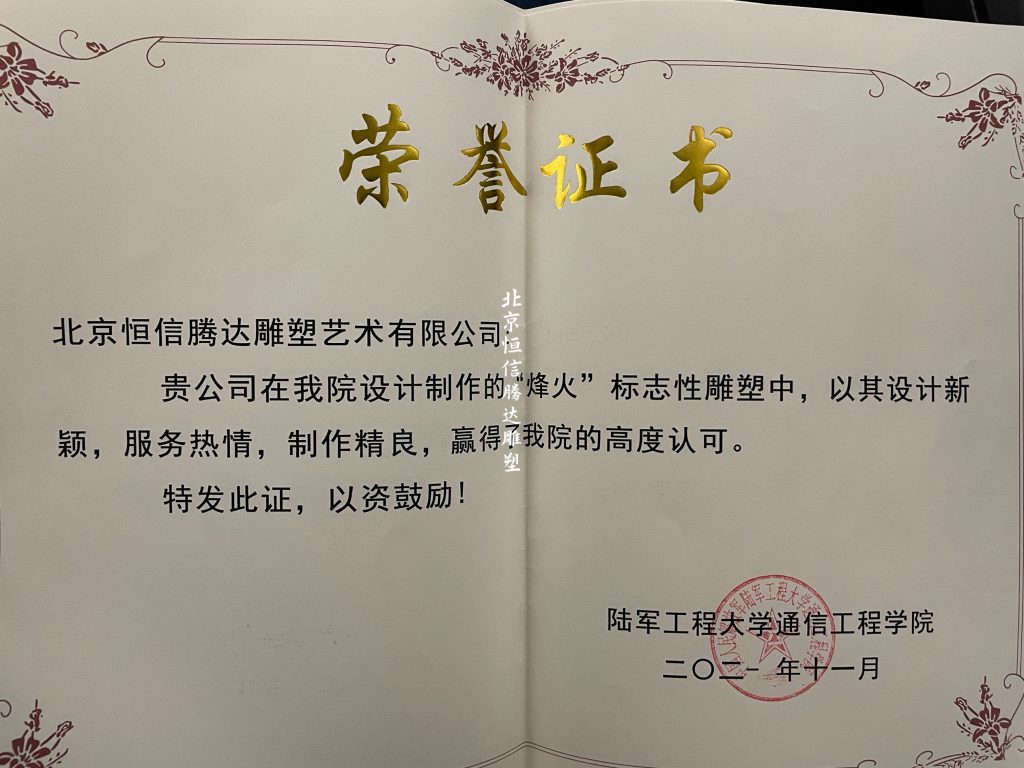 荣誉证书
北京恒信腾达雕塑艺术有限公司:
贵公司在我院设计制作的“烽火”标志性雕塑中，以其设计新
颖，服务热情，制作精良，赢得了我院的高度认可。
特发此证，以资鼓励！
北京恒信腾达雕塑
陆军工程大学通信工程学院
二〇二一年十一月